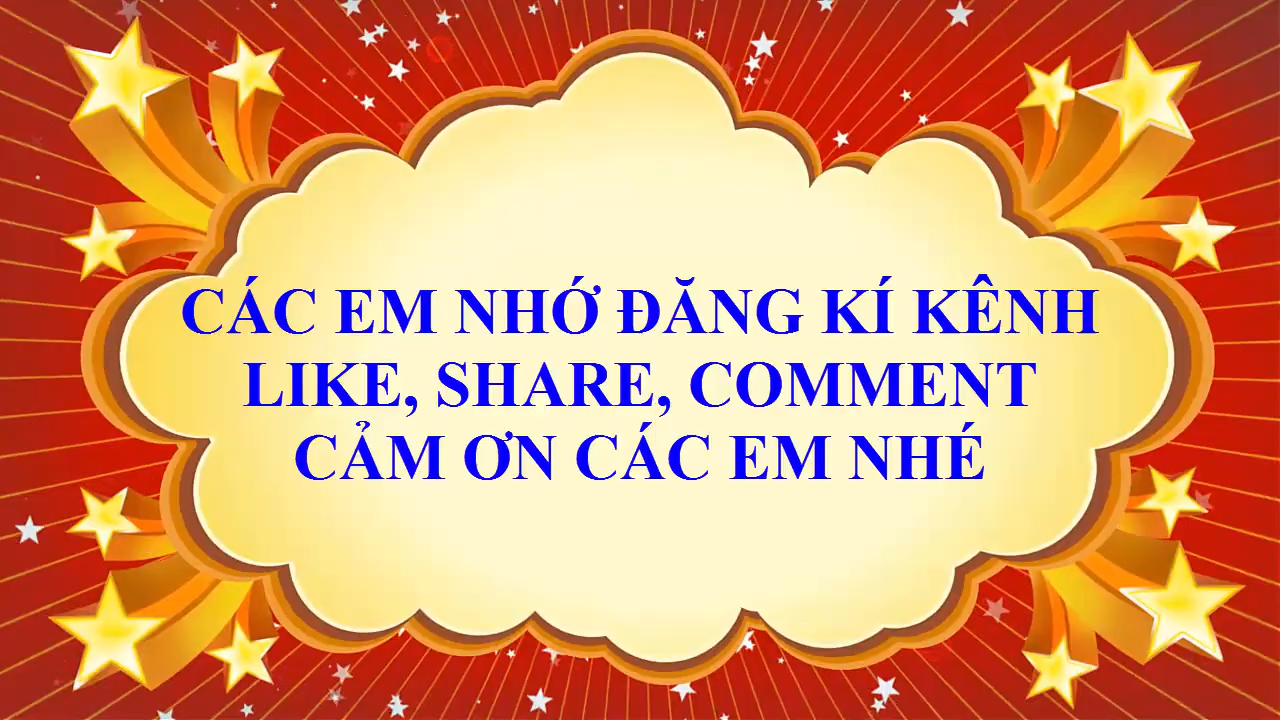 CÁC EM NHỚ ĐĂNG KÍ KÊNH
LIKE, SHARE, COMMENT
CẢM ƠN CÁC EM NHÉ